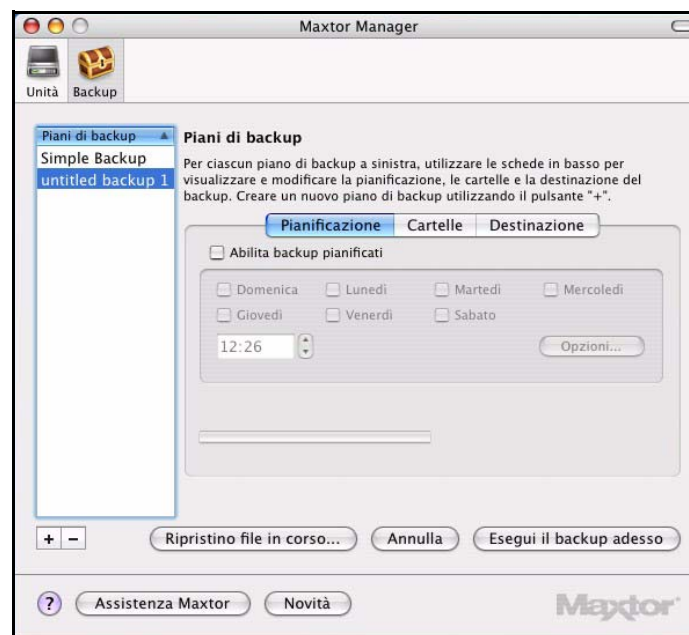 Maxtor Manager
Unità Backup
Piani di backup
Simple Backup
untitled backup 1
Piani di backup
Per ciascun piano di backup a sinistra, utilizzare le schede in basso per
visualizzare e modificare la pianificazione, le cartelle e la destinazione del
backup. Creare un nuovo piano di backup utilizzando il pulsante "+".
Pianificazione Cartelle Destinazione
Abilita backup pianificati
Domenica Lunedì Martedì Mercoledì
Giovedì Venerdì Sabato
12:26 Opzioni...
+ − Ripristino file in corso... Annulla Esegui il backup adesso
? Assistenza Maxtor Novità Maxtor